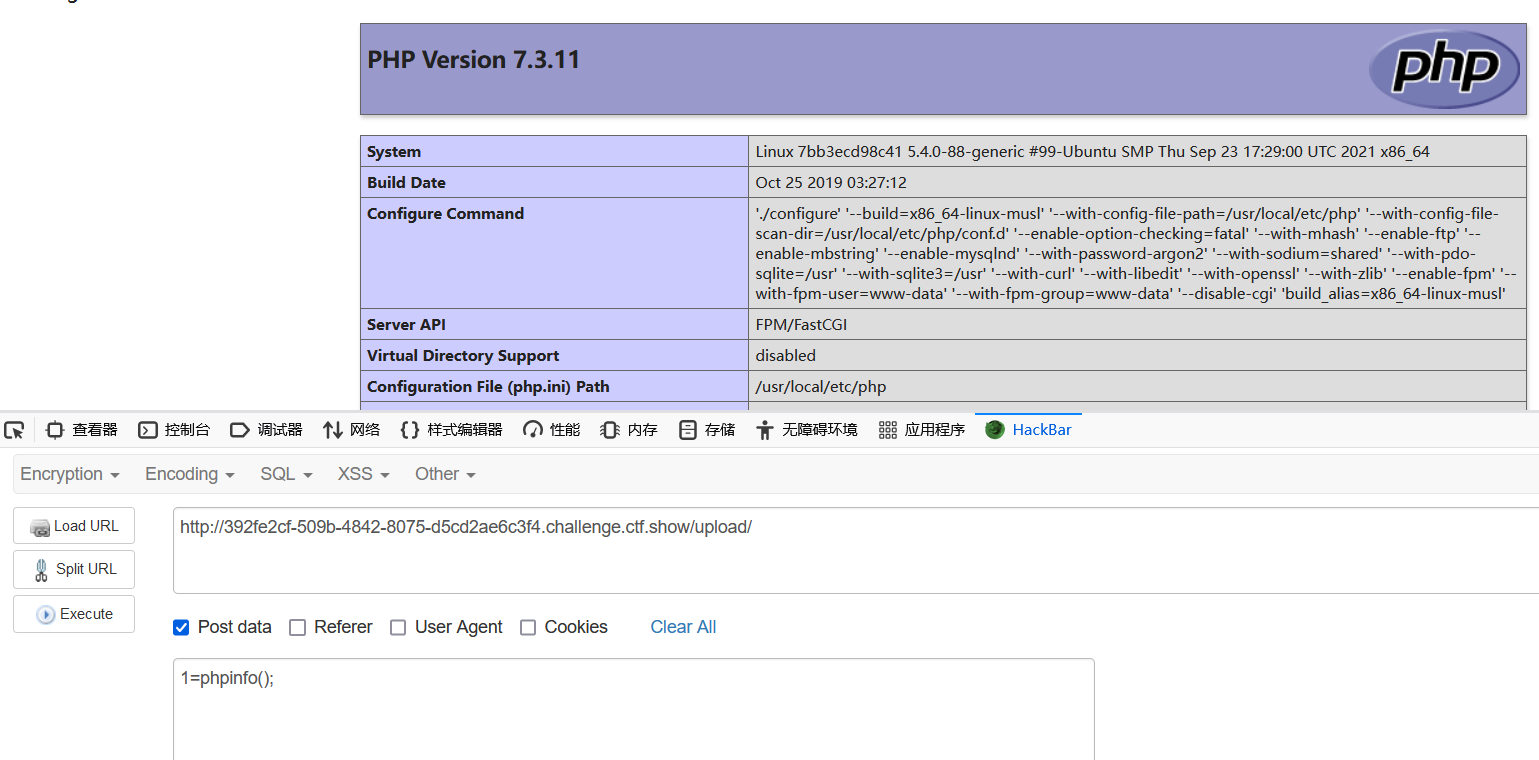 PHP Version 7.3.11
php
System
Linux 7bb3ecd98c41 5.4.0-88-generic #99-Ubuntu SMP Thu Sep 23 17:29:00 UTC 2021 x86_64
Build Date
Oct 25 2019 03:27:12
Configure Command
'./configure' '--build=x86_64-linux-musl' '--with-config-file-path=/usr/local/etc/php' '--with-config-file-
scan-dir=/usr/local/etc/php/conf.d' '--enable-option-checking=fatal' '--with-mhash' '--enable-ftp' '--
enable-mbstring' '--enable-mysqlnd' '--with-password-argon2' '--with-sodium=shared' '--with-pdo-
sqlite=/usr' '--with-sqlite3=/usr' '--with-curl' '--with-libedit' '--with-openssl' '--with-zlib' '--enable-fpm' '--
with-fpm-user=www-data' '--with-fpm-group=www-data' '--disable-cgi' 'build_alias=x86_64-linux-musl'
Server API
FPM/FastCGI
Virtual Directory Support
disabled
Configuration File (php.ini) Path
/usr/local/etc/php
查看器 控制台 调试器 网络 样式编辑器 性能 内存 存储 无障碍环境 应用程序 HackBar
Encryption Encoding SQL XSS Other
Load URL
http://392fe2cf-509b-4842-8075-d5cd2ae6c3f4.challenge.ctf.show/upload/
Split URL
Execute
Post data Referer User Agent Cookies Clear All
1=phpinfo();